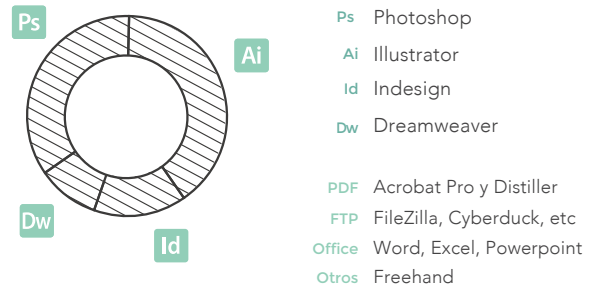 Ps
Ai
Dw
Id
Ps Photoshop
Ai Illustrator
Id Indesign
Dw Dreamweaver
PDF Acrobat Pro y Distiller
FTP FileZilla, Cyberduck, etc
Office Word, Excel, Powerpoint
Otros Freehand